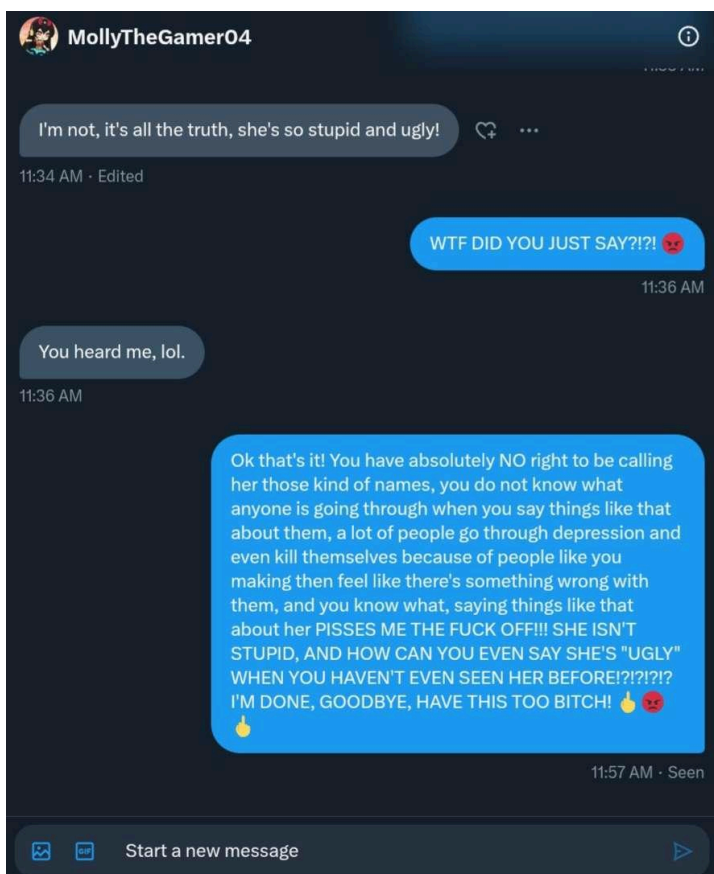 MollyTheGamer04
I'm not, it's all the truth, she's so stupid and ugly!
11:34 AM · Edited
WTF DID YOU JUST SAY?!?! 😡
11:36 AM
You heard me, lol.
11:36 AM
Ok that's it! You have absolutely NO right to be calling
her those kind of names, you do not know what
anyone is going through when you say things like that
about them, a lot of people go through depression and
even kill themselves because of people like you
making then feel like there's something wrong with
them, and you know what, saying things like that
about her PISSES ME THE FUCK OFF!!! SHE ISN'T
STUPID, AND HOW CAN YOU EVEN SAY SHE'S "UGLY"
WHEN YOU HAVEN'T EVEN SEEN HER BEFORE!?!?!?!?
I'M DONE, GOODBYE, HAVE THIS TOO BITCH! 🖕😡
🖕
11:57 AM · Seen
GIF
Start a new message